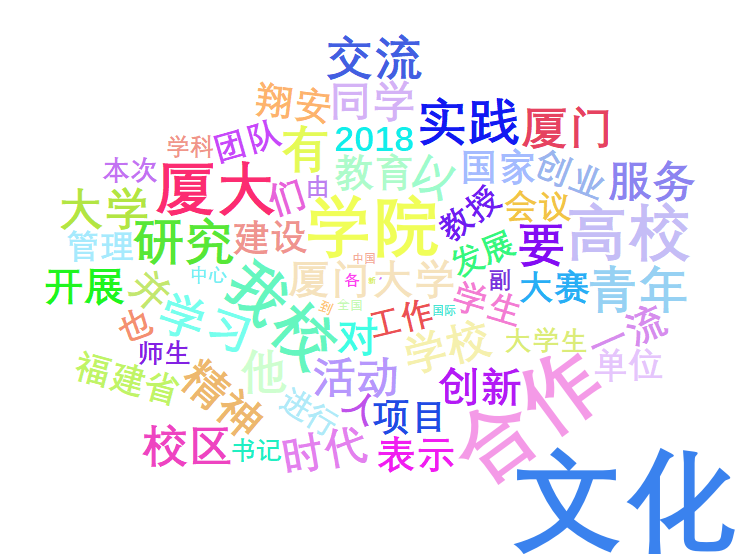 交流
翔安
同学
实践
厦门
学科
团队
有
2018
本次
厦大
们
由
教育
以
国家
创业
服务
大学
学院
教授
会议
管理
研究
建设
要
高校
中国
发展
开展
并
中心
我校
厦门大学
各
新
副
大赛
青年
到
全国
学习
也
对
工作
国际
学生
师生
学校
大学生
一流
福建省
精神
他
活动
单位
进行
人
项目
创新
合作
校区
书记
时代
表示
文化